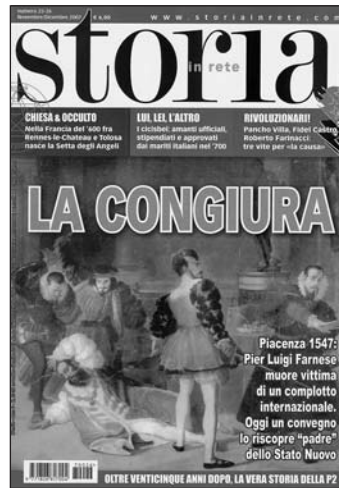 numero 25-26
Novembre/Dicembre 2007 € 6,00
www.storiainrete.com
storia
in rete
CHIESA & OCCULTO
Nella Francia del '600 fra
Rennes-le-Chateau e Tolosa
nasce la Setta degli Angeli
LUI, LEI, L'ALTRO
I cicisbei: amanti ufficiali,
stipendiati e approvati
dai mariti italiani nel '700
RIVOLUZIONARI!
Pancho Villa, Fidel Castro,
Roberto Farinacci:
tre vite per «la causa»
LA CONGIURA
Piacenza 1547:
Pier Luigi Farnese
muore vittima
di un complotto
internazionale.
Oggi un convegno
lo riscopre "padre"
dello Stato Nuovo
OLTRE VENTICINQUE ANNI DOPO, LA VERA STORIA DELLA P2